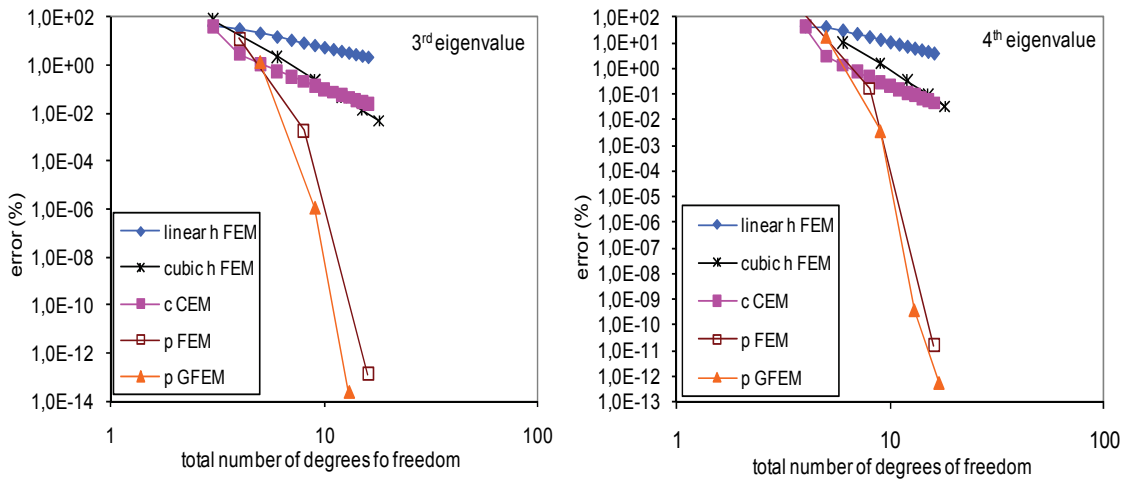 3rd eigenvalue
error (%)
1,0E+02
1,0E+00
1,0E-02
1,0E-04
1,0E-06
1,0E-08
1,0E-10
1,0E-12
1,0E-14
linear h FEM
cubic h FEM
c CEM
p FEM
p GFEM
1 10 100
total number of degrees fo freedom
4th eigenvalue
error (%)
1,0E+02
1,0E+01
1,0E+00
1,0E-01
1,0E-02
1,0E-03
1,0E-04
1,0E-05
1,0E-06
1,0E-07
1,0E-08
1,0E-09
1,0E-10
1,0E-11
1,0E-12
1,0E-13
linear h FEM
cubic h FEM
c CEM
p FEM
p GFEM
1 10 100
total number of degrees of freedom